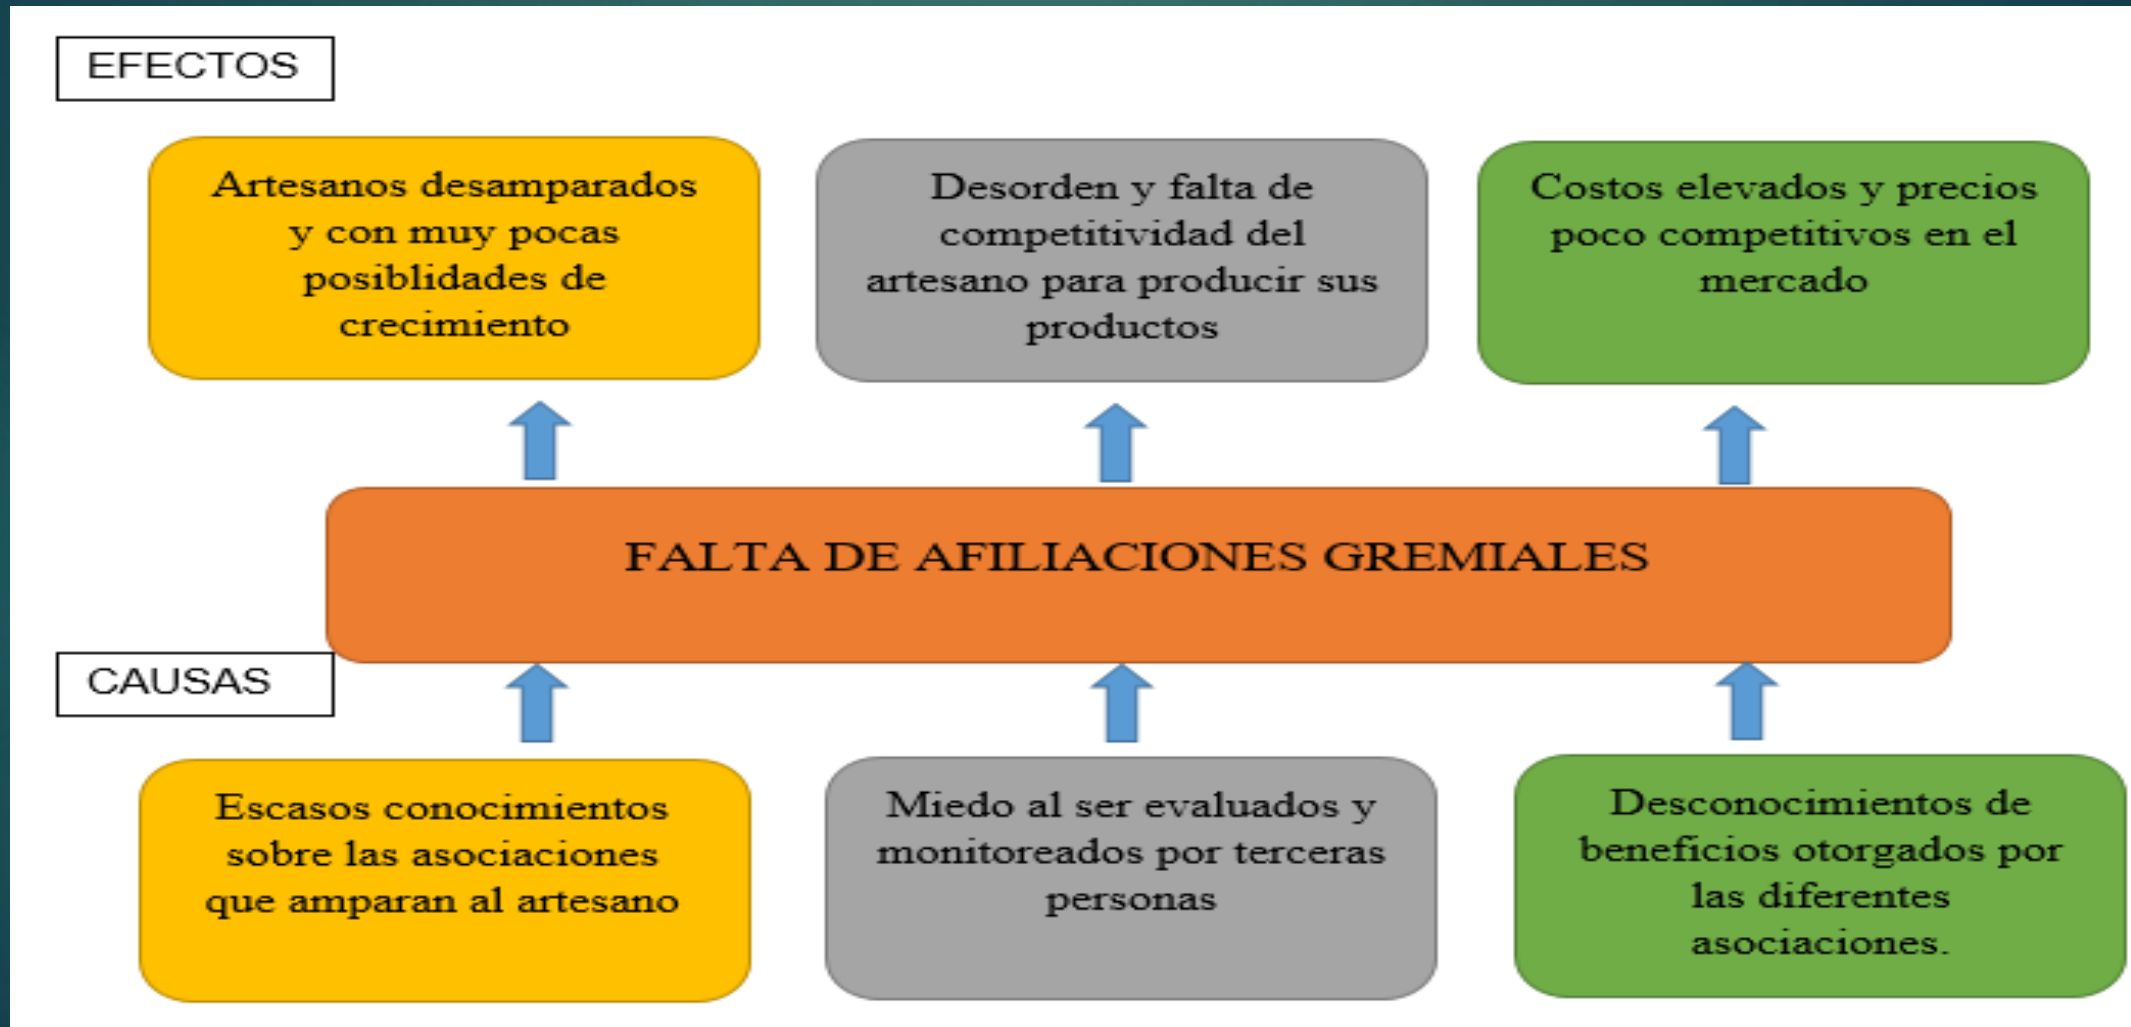 EFECTOS
Artesanos desamparados
y con muy pocas
posiblidades de
crecimiento
Desorden y falta de
competitividad del
artesano para producir sus
productos
Costos elevados y precios
poco competitivos en el
mercado
FALTA DE AFILIACIONES GREMIALES
CAUSAS
Escasos conocimientos
sobre las asociaciones
que amparan al artesano
Miedo al ser evaluados y
monitoreados por terceras
personas
Desconocimientos de
beneficios otorgados por
las diferentes
asociaciones.